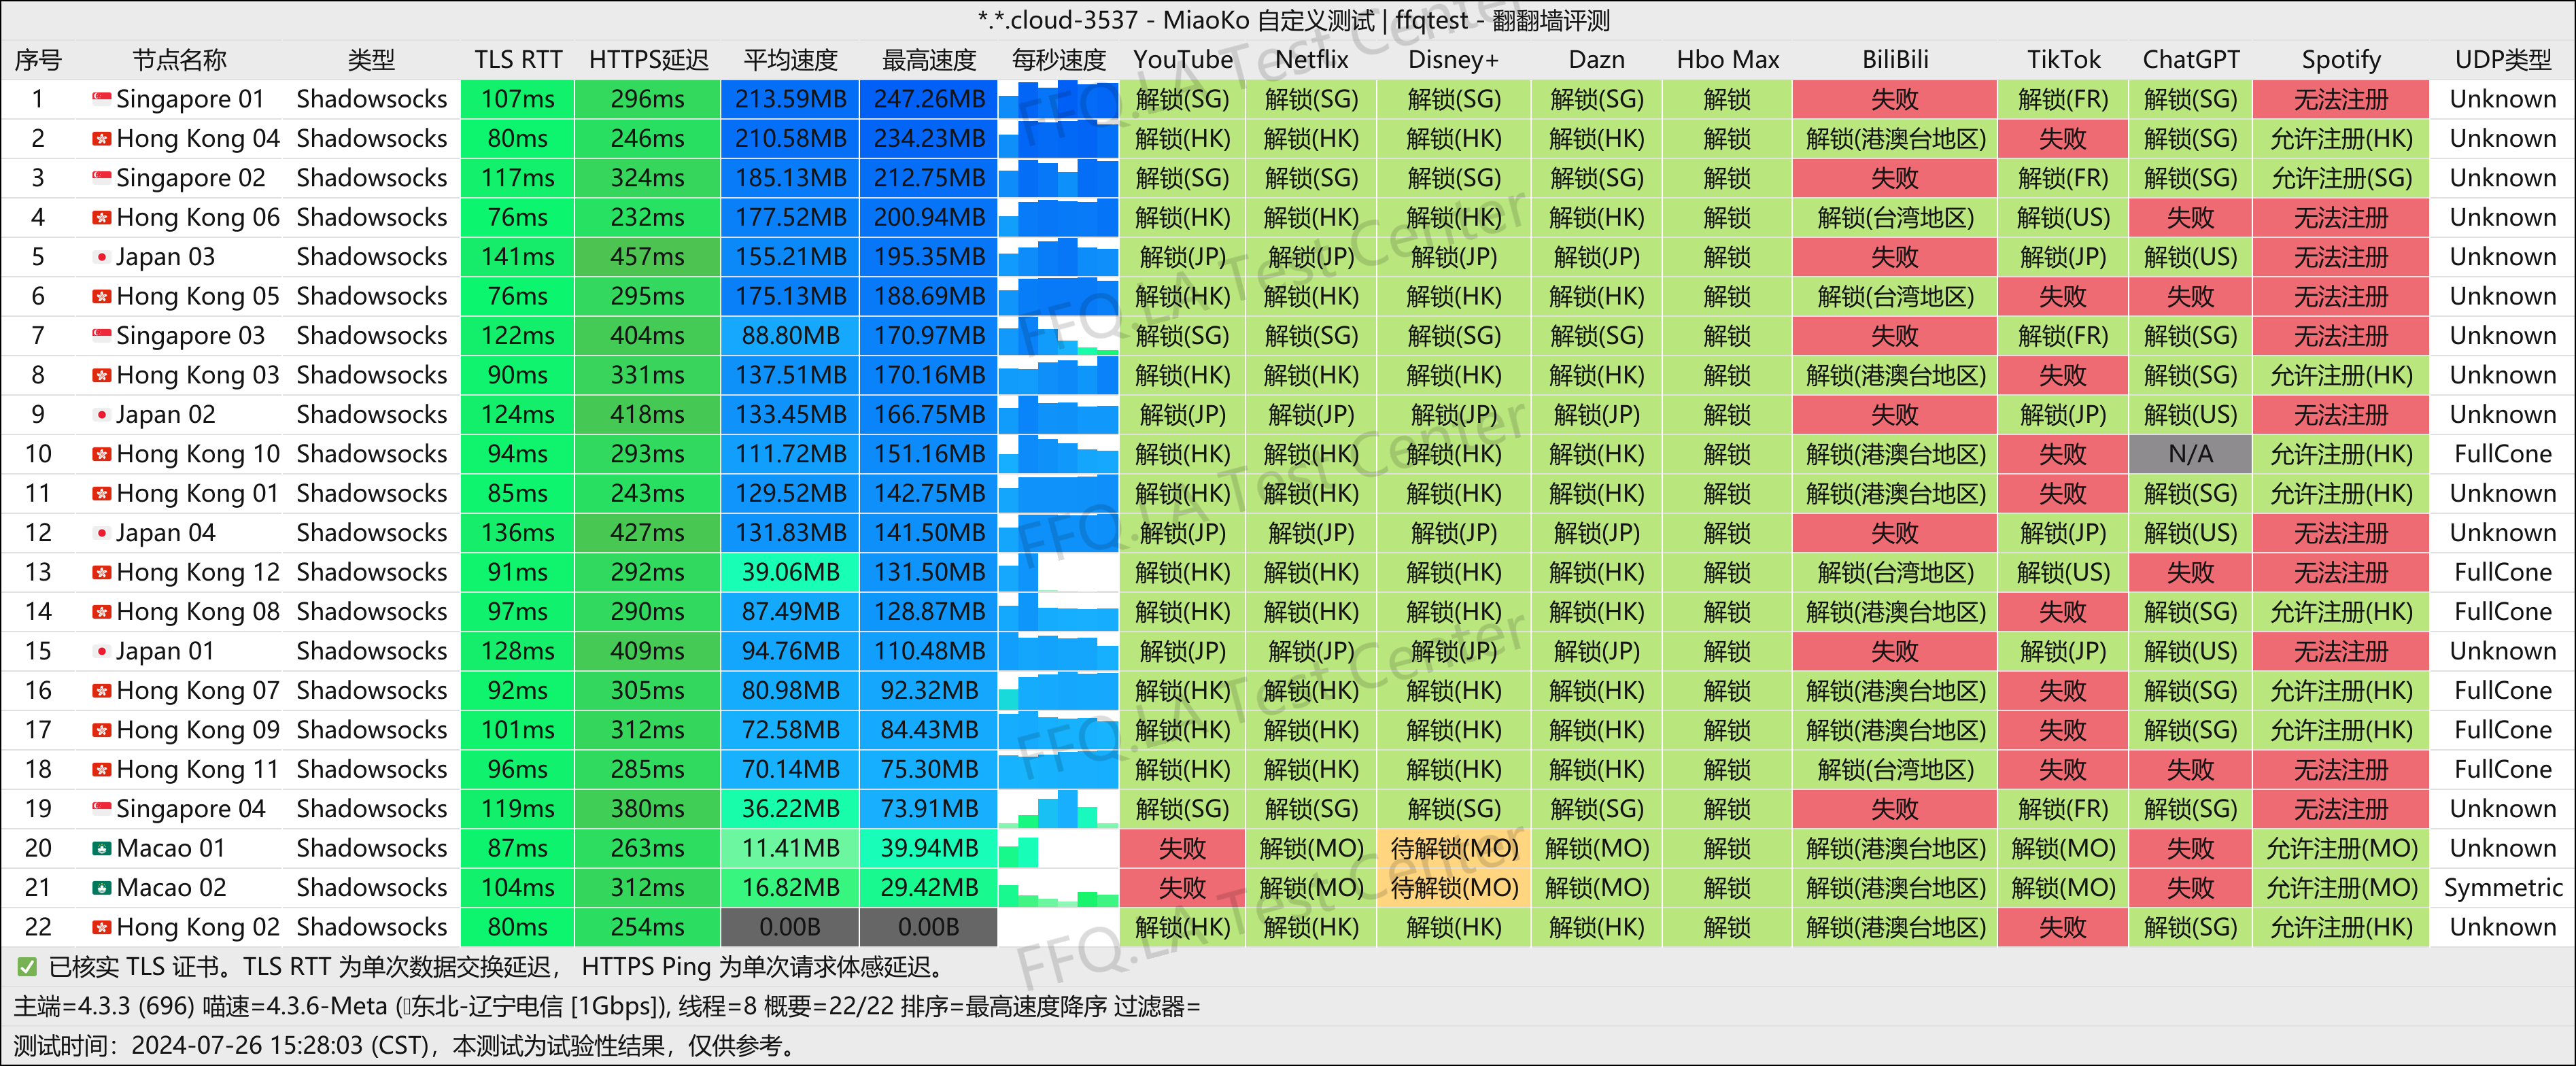 *.*.cloud-3537 - MiaoKo 自定义测试 | ffqtest - 翻翻墙评测
序号 节点名称 类型 TLS RTT HTTPS延迟 平均速度 最高速度 每秒速度 YouTube Netflix Disney+ Dazn Hbo Max BiliBili TikTok ChatGPT Spotify UDP类型
1 Singapore 01 Shadowsocks 107ms 296ms 213.59MB 247.26MB 解锁(SG) 解锁(SG) 解锁(SG) 解锁(SG) 解锁 失败 解锁(FR) 解锁(SG) 无法注册 Unknown
2 Hong Kong 04 Shadowsocks 80ms 246ms 210.58MB 234.23MB 解锁(HK) 解锁(HK) 解锁(HK) 解锁(HK) 解锁 解锁(港澳台地区) 失败 解锁(SG) 允许注册(HK) Unknown
3 Singapore 02 Shadowsocks 117ms 324ms 185.13MB 212.75MB 解锁(SG) 解锁(SG) 解锁(SG) 解锁(SG) 解锁 失败 解锁(FR) 解锁(SG) 允许注册(SG) Unknown
4 Hong Kong 06 Shadowsocks 76ms 232ms 177.52MB 200.94MB 解锁(HK) 解锁(HK) 解锁(HK) 解锁(HK) 解锁 解锁(台湾地区) 解锁(US) 失败 无法注册 Unknown
5 Japan 03 Shadowsocks 141ms 457ms 155.21MB 195.35MB 解锁(JP) 解锁(JP) 解锁(JP) 解锁(JP) 解锁 失败 解锁(JP) 解锁(US) 无法注册 Unknown
6 Hong Kong 05 Shadowsocks 76ms 295ms 175.13MB 188.69MB 解锁(HK) 解锁(HK) 解锁(HK) 解锁(HK) 解锁 解锁(台湾地区) 失败 失败 无法注册 Unknown
7 Singapore 03 Shadowsocks 122ms 404ms 88.80MB 170.97MB 解锁(SG) 解锁(SG) 解锁(SG) 解锁(SG) 解锁 失败 解锁(FR) 解锁(SG) 无法注册 Unknown
8 Hong Kong 03 Shadowsocks 90ms 331ms 137.51MB 170.16MB 解锁(HK) 解锁(HK) 解锁(HK) 解锁(HK) 解锁 解锁(港澳台地区) 失败 解锁(SG) 允许注册(HK) Unknown
9 Japan 02 Shadowsocks 124ms 418ms 133.45MB 166.75MB 解锁(JP) 解锁(JP) 解锁(JP) 解锁(JP) 解锁 失败 解锁(JP) 解锁(US) 无法注册 Unknown
10 Hong Kong 10 Shadowsocks 94ms 293ms 111.72MB 151.16MB 解锁(HK) 解锁(HK) 解锁(HK) 解锁(HK) 解锁 解锁(港澳台地区) 失败 N/A 允许注册(HK) FullCone
11 Hong Kong 01 Shadowsocks 85ms 243ms 129.52MB 142.75MB 解锁(HK) 解锁(HK) 解锁(HK) 解锁(HK) 解锁 解锁(港澳台地区) 失败 解锁(SG) 允许注册(HK) Unknown
12 Japan 04 Shadowsocks 136ms 427ms 131.83MB 141.50MB 解锁(JP) 解锁(JP) 解锁(JP) 解锁(JP) 解锁 失败 解锁(JP) 解锁(US) 无法注册 Unknown
13 Hong Kong 12 Shadowsocks 91ms 292ms 39.06MB 131.50MB 解锁(HK) 解锁(HK) 解锁(HK) 解锁(HK) 解锁 解锁(台湾地区) 解锁(US) 失败 无法注册 FullCone
14 Hong Kong 08 Shadowsocks 97ms 290ms 87.49MB 128.87MB 解锁(HK) 解锁(HK) 解锁(HK) 解锁(HK) 解锁 解锁(港澳台地区) 失败 解锁(SG) 允许注册(HK) FullCone
15 Japan 01 Shadowsocks 128ms 409ms 94.76MB 110.48MB 解锁(JP) 解锁(JP) 解锁(JP) 解锁(JP) 解锁 失败 解锁(JP) 解锁(US) 无法注册 Unknown
16 Hong Kong 07 Shadowsocks 92ms 305ms 80.98MB 92.32MB 解锁(HK) 解锁(HK) 解锁(HK) 解锁(HK) 解锁 解锁(港澳台地区) 失败 解锁(SG) 允许注册(HK) FullCone
17 Hong Kong 09 Shadowsocks 101ms 312ms 72.58MB 84.43MB 解锁(HK) 解锁(HK) 解锁(HK) 解锁(HK) 解锁 解锁(港澳台地区) 失败 解锁(SG) 允许注册(HK) FullCone
18 Hong Kong 11 Shadowsocks 96ms 285ms 70.14MB 75.30MB 解锁(HK) 解锁(HK) 解锁(HK) 解锁(HK) 解锁 解锁(台湾地区) 失败 失败 无法注册 FullCone
19 Singapore 04 Shadowsocks 119ms 380ms 36.22MB 73.91MB 解锁(SG) 解锁(SG) 解锁(SG) 解锁(SG) 解锁 失败 解锁(FR) 解锁(SG) 无法注册 Unknown
20 Macao 01 Shadowsocks 87ms 263ms 11.41MB 39.94MB 失败 解锁(MO) 待解锁(MO) 解锁(MO) 解锁 解锁(港澳台地区) 解锁(MO) 失败 允许注册(MO) Unknown
21 Macao 02 Shadowsocks 104ms 312ms 16.82MB 29.42MB 失败 解锁(MO) 待解锁(MO) 解锁(MO) 解锁 解锁(港澳台地区) 解锁(MO) 失败 允许注册(MO) Symmetric
22 Hong Kong 02 Shadowsocks 80ms 254ms 0.00B 0.00B 解锁(HK) 解锁(HK) 解锁(HK) 解锁(HK) 解锁 解锁(港澳台地区) 失败 解锁(SG) 允许注册(HK) Unknown
已核实 TLS 证书。TLS RTT 为单次数据交换延迟， HTTPS Ping 为单次请求体感延迟。
主端=4.3.3 (696) 喵速=4.3.6-Meta (东北-辽宁电信 [1Gbps]), 线程=8 概要=22/22 排序=最高速度降序 过滤器=
测试时间：2024-07-26 15:28:03 (CST)，本测试为试验性结果，仅供参考。
FFQ.LA Test Center
FFQ.LA Test Center
FFQ.LA Test Center
FFQ.LA Test Center
FFQ.LA Test Center